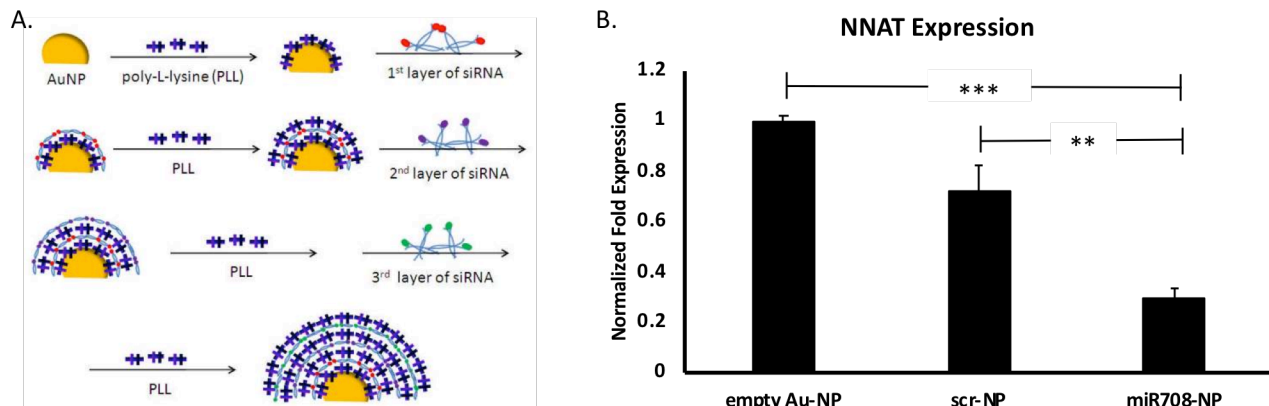 A.
AuNP
poly-L-lysine (PLL)
1st layer of siRNA
PLL
2nd layer of siRNA
PLL
3rd layer of siRNA
PLL
B.
NNAT Expression
Normalized Fold Expression
1.2
1
0.8
0.6
0.4
0.2
0
***
**
empty Au-NP scr-NP miR708-NP